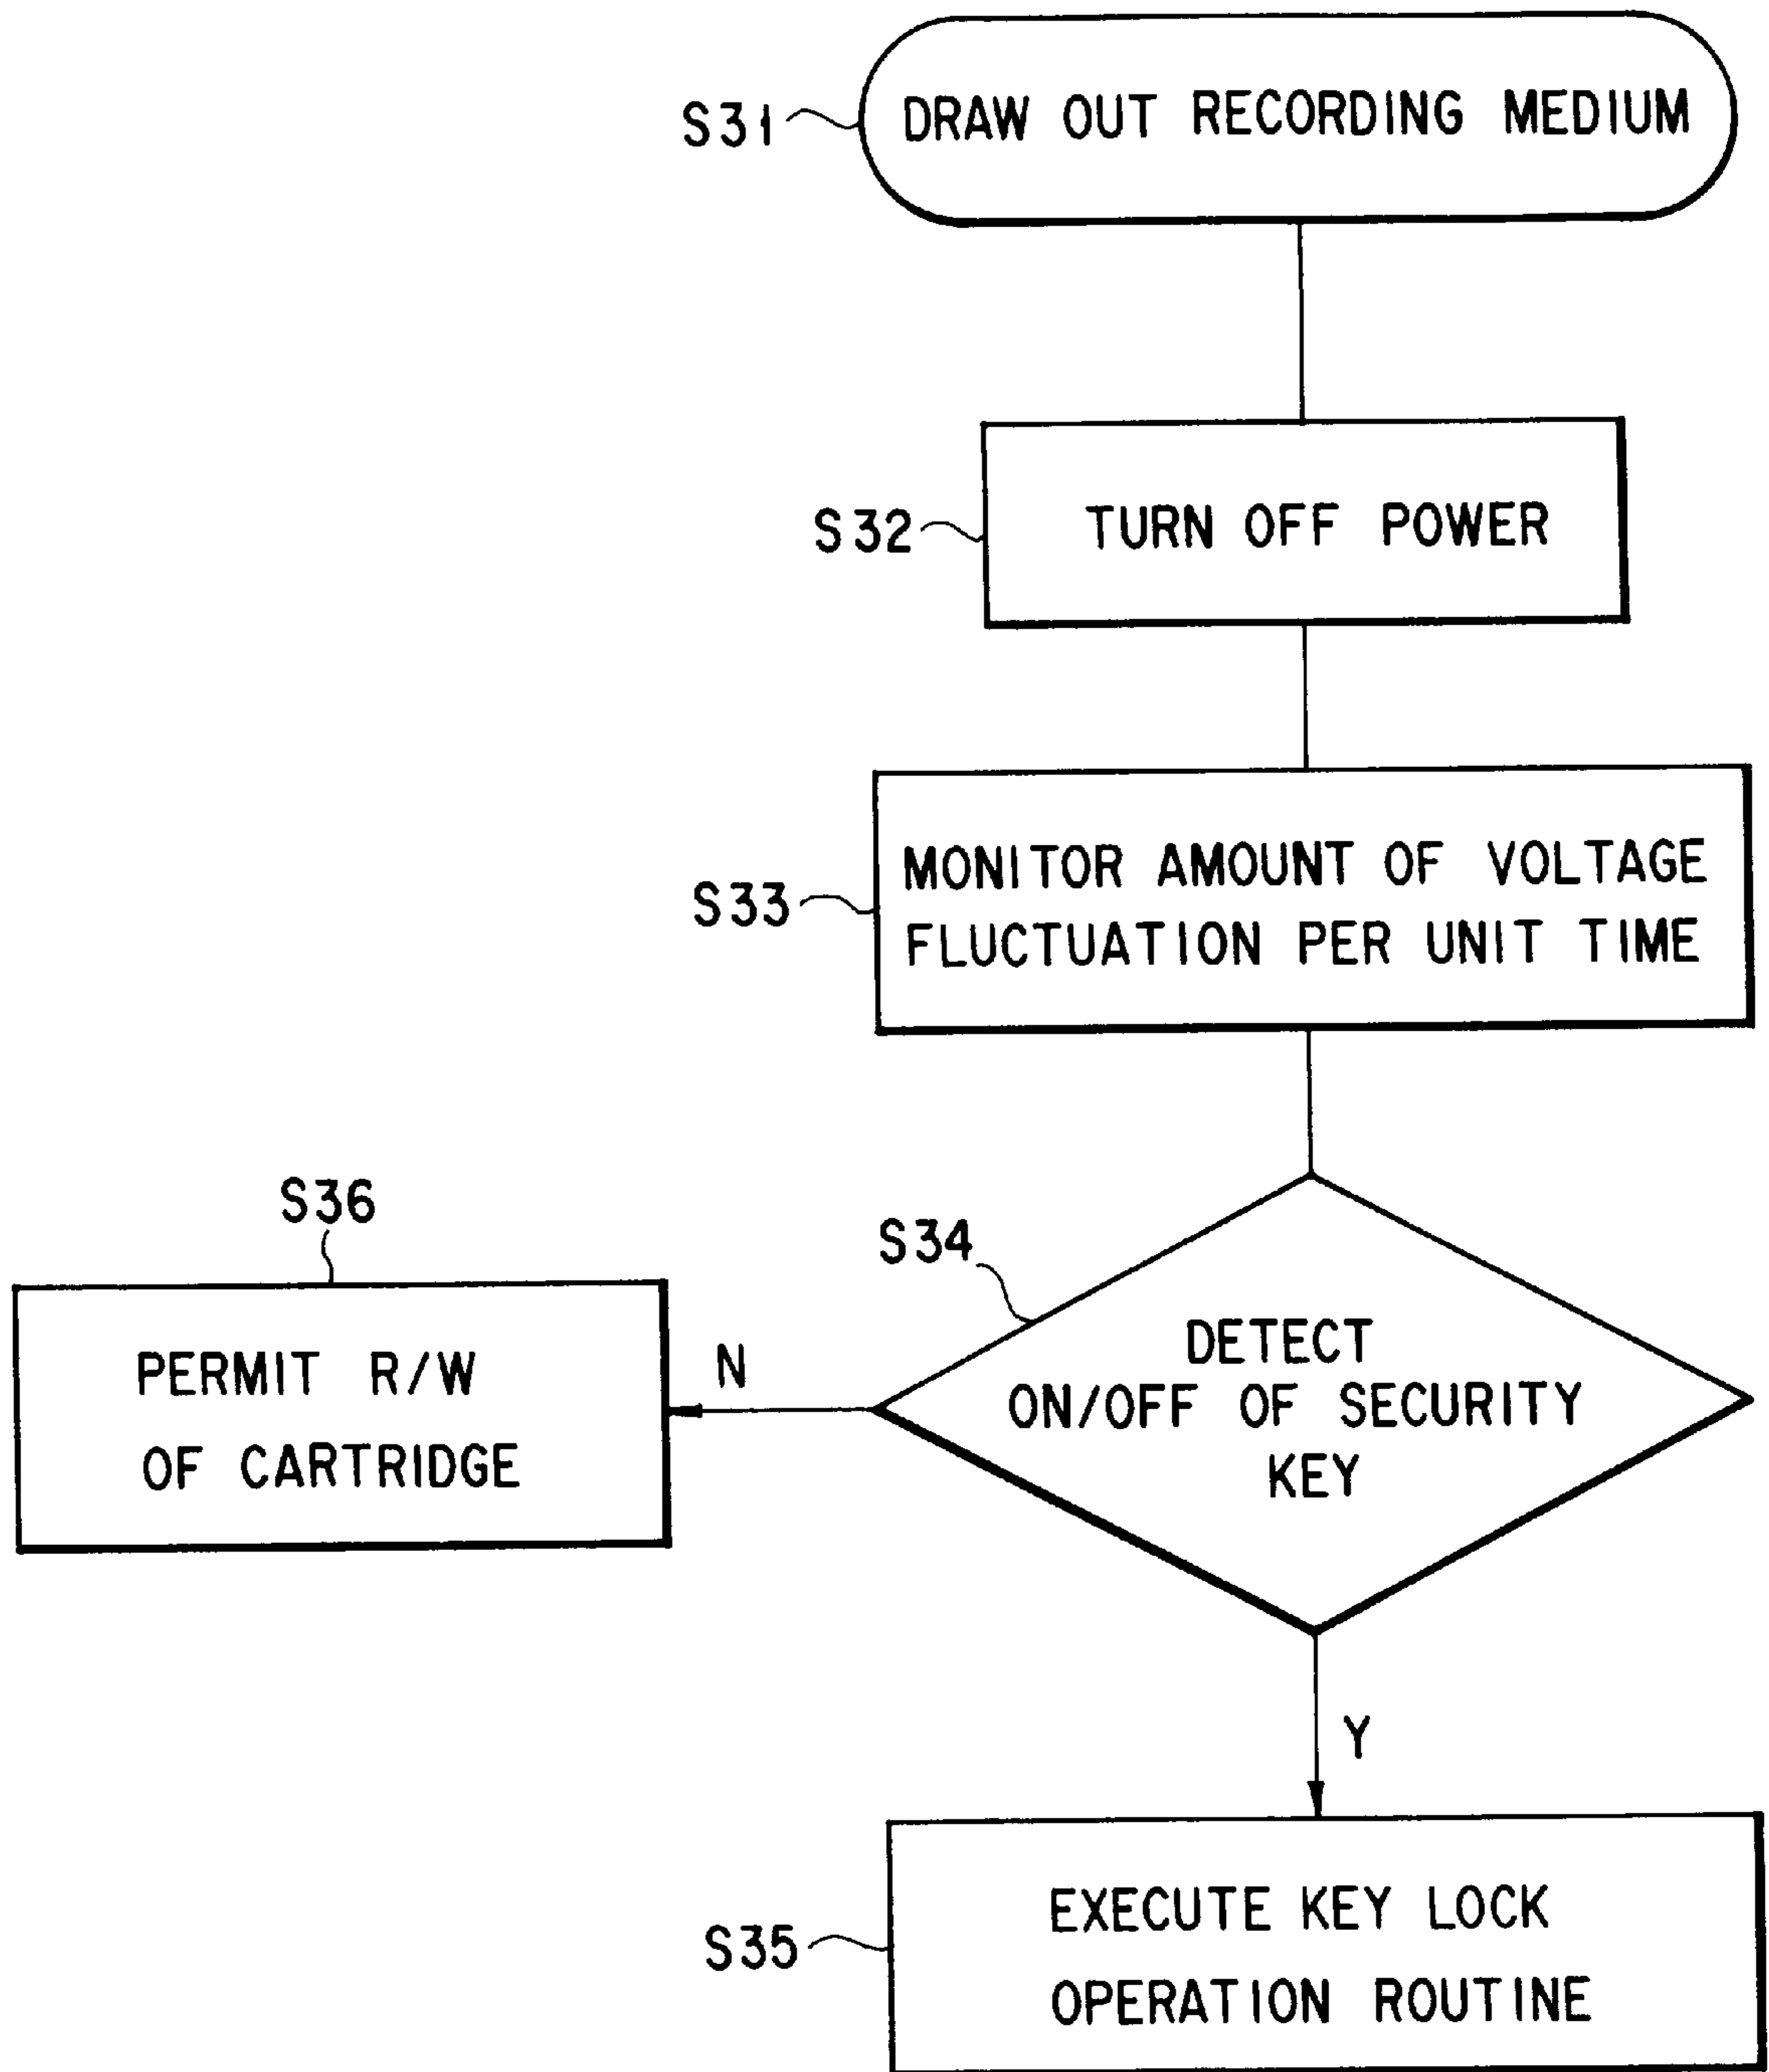 S31
DRAW OUT RECORDING MEDIUM
S32
TURN OFF POWER
S33
MONITOR AMOUNT OF VOLTAGE
FLUCTUATION PER UNIT TIME
S34
DETECT
ON/OFF OF SECURITY
KEY
N
S36
PERMIT R/W
OF CARTRIDGE
Y
S35
EXECUTE KEY LOCK
OPERATION ROUTINE